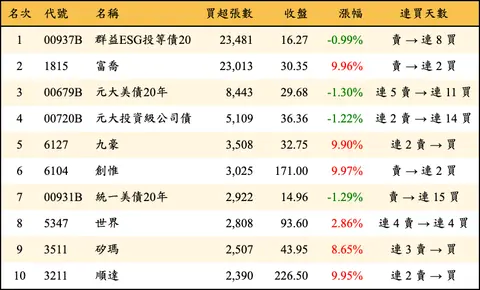 名次 代號 名稱 買超張數 收盤 漲幅 連買天數
1 00937B 群益ESG投等債20 23,481 16.27 -0.99% 賣 → 連 8 買
2 1815 富喬 23,013 30.35 9.96% 賣 → 連 2 買
3 00679B 元大美債20年 8,443 29.68 -1.30% 連 5 賣 → 連 11 買
4 00720B 元大投資級公司債 5,109 36.36 -1.22% 連 2 賣 → 連 14 買
5 6127 九豪 3,508 32.75 9.90% 連 2 賣 → 買
6 6104 創惟 3,025 171.00 9.97% 賣 → 連 2 買
7 00931B 統一美債20年 2,922 14.96 -1.29% 賣 → 連 15 買
8 5347 世界 2,808 93.60 2.86% 連 4 賣 → 連 4 買
9 3511 矽瑪 2,507 43.95 8.65% 連 3 賣 → 買
10 3211 順達 2,390 226.50 9.95% 連 2 賣 → 買